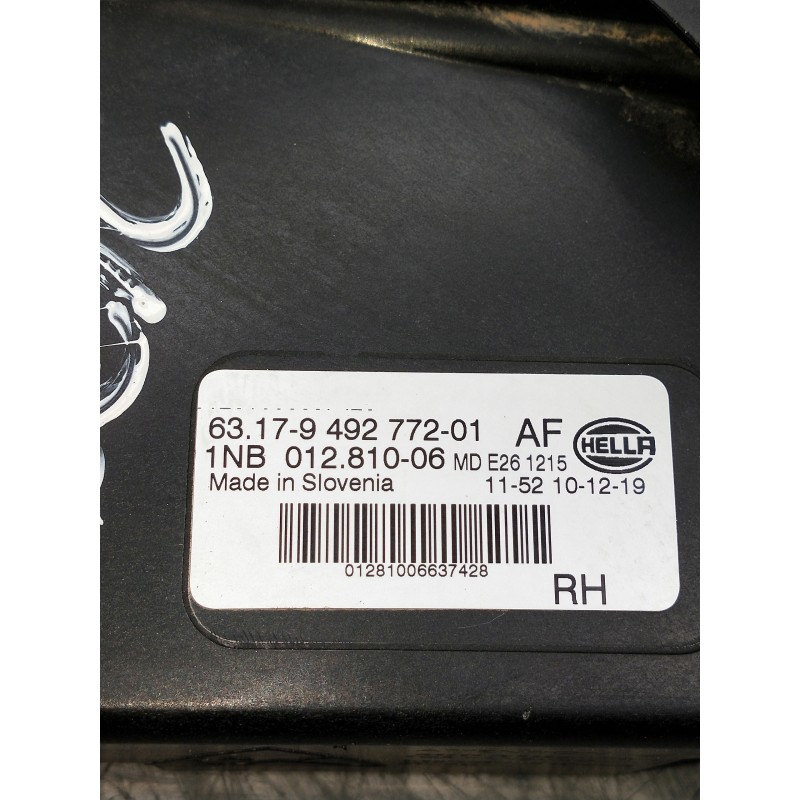 63.17-9 492 772-01 AF HELLA
1NB 012.810-06 MD E26 1215
Made in Slovenia 11-52 10-12-19
01281006637428
RH